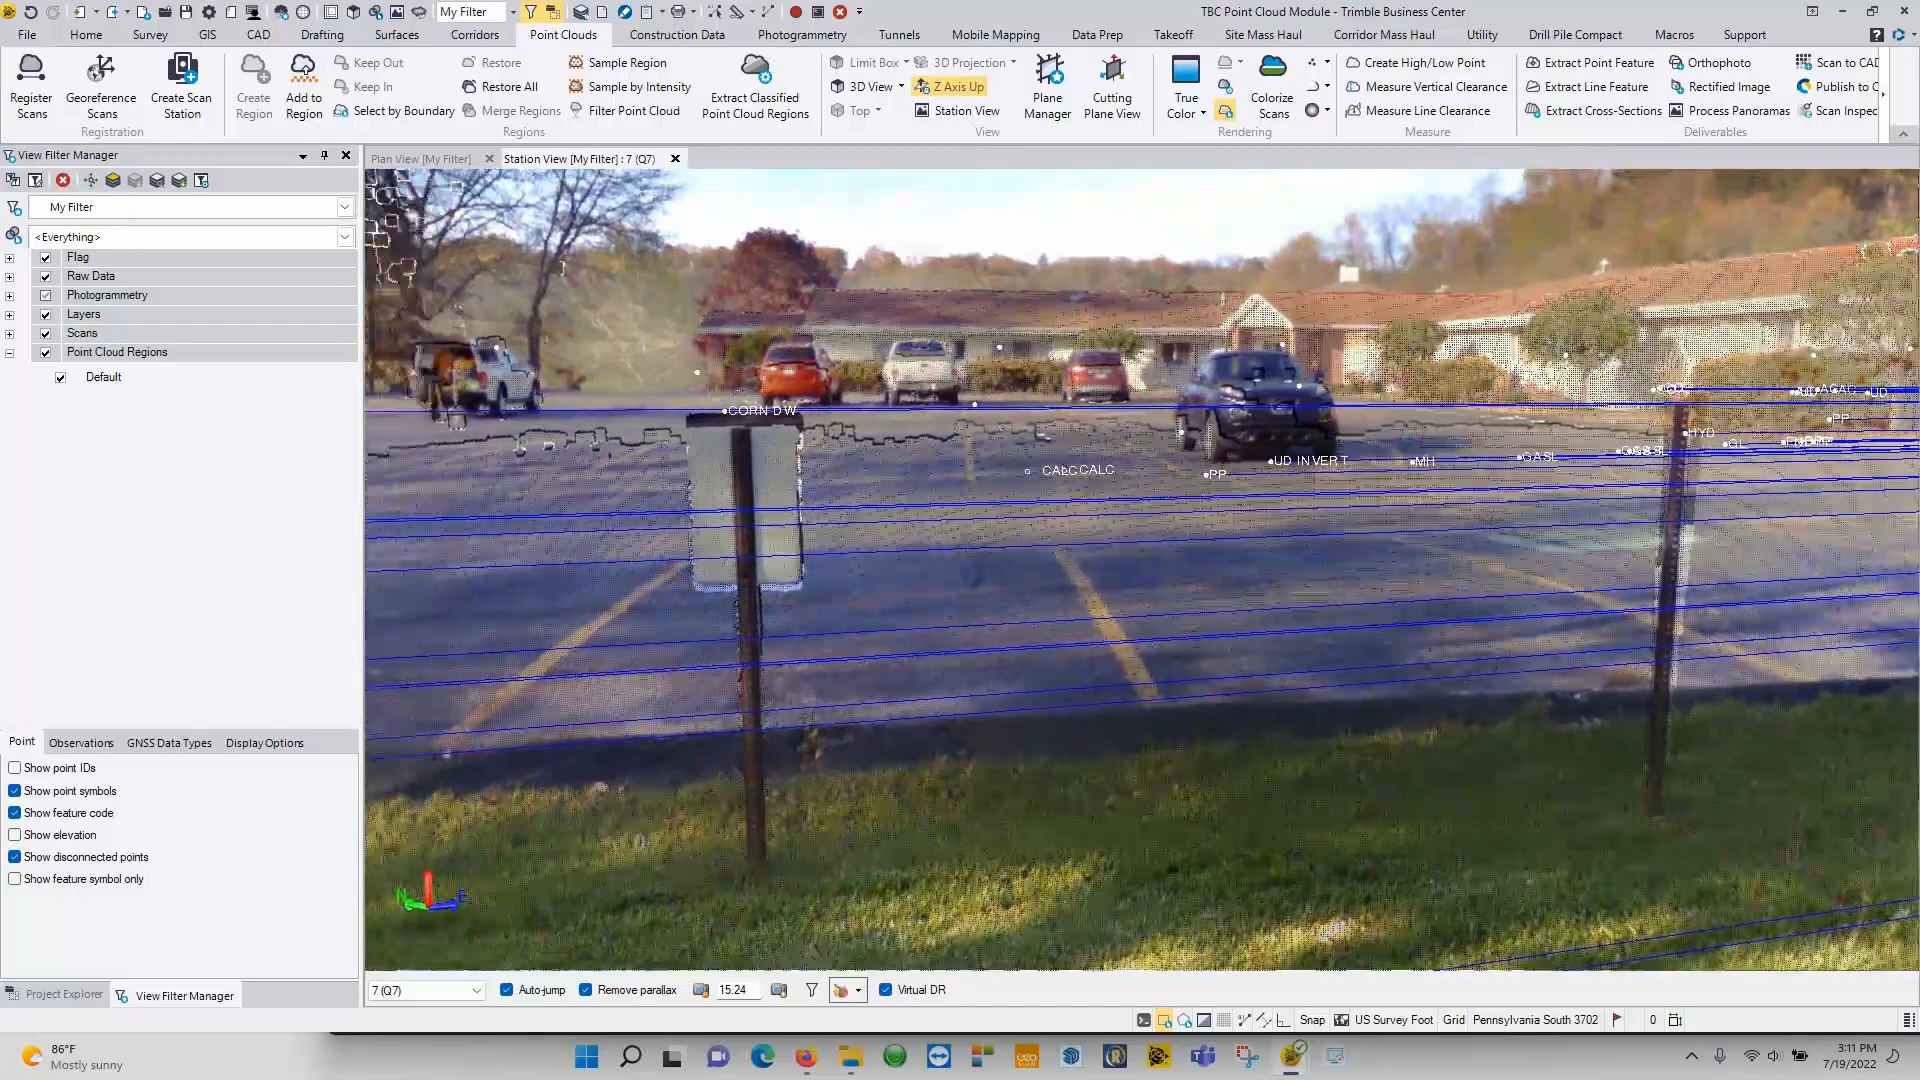 My Filter
TBC Point Cloud Module - Trimble Business Center
File Home Survey GIS CAD Drafting Surfaces Corridors Point Clouds Construction Data Photogrammetry Tunnels Mobile Mapping Data Prep Takeoff Site Mass Haul Corridor Mass Haul Utility Drill Pile Compact Macros Support
Keep Out Restore Sample Region Limit Box 3D Projection Create High/Low Point Extract Point Feature Orthophoto Scan to CAD
Keep In Restore All Sample by Intensity 3D View Z Axis Up Measure Vertical Clearance Extract Line Feature Rectified Image Publish to C
Register Scans Georeference Scans Create Scan Station Create Region Add to Region Select by Boundary Merge Regions Filter Point Cloud Extract Classified Point Cloud Regions Top Station View Plane Manager Cutting Plane View True Color Colorize Scans Measure Line Clearance Extract Cross-Sections Process Panoramas Scan Inspec
Registration Regions View Rendering Measure Deliverables
View Filter Manager
Plan View [My Filter] Station View [My Filter] : 7 (Q7)
My Filter
<Everything>
Flag
Raw Data
Photogrammetry
Layers
Scans
Point Cloud Regions
Default
CORN DW
UD
PP
HYD
GL
UD INVERT
MH
GASL
CALC
PP
Point Observations GNSS Data Types Display Options
Show point IDs
Show point symbols
Show feature code
Show elevation
Show disconnected points
Show feature symbol only
N E
Project Explorer View Filter Manager
7 (Q7) Auto-jump Remove parallax 15.24 Virtual DR
Snap US Survey Foot Grid Pennsylvania South 3702 0
86°F
Mostly sunny
3:11 PM
7/19/2022